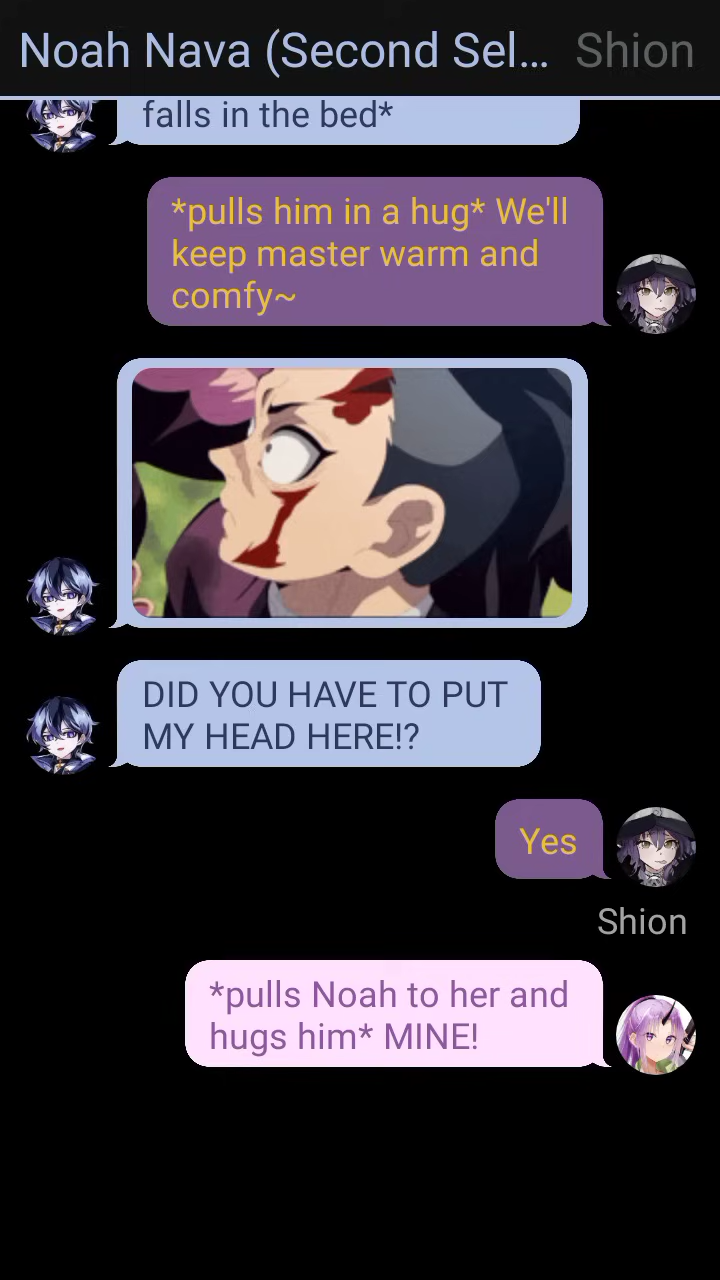 Noah Nava (Second Sel... Shion
falls in the bed*
*pulls him in a hug* We'll
keep master warm and
comfy~
DID YOU HAVE TO PUT
MY HEAD HERE!?
Yes
Shion
*pulls Noah to her and
hugs him* MINE!